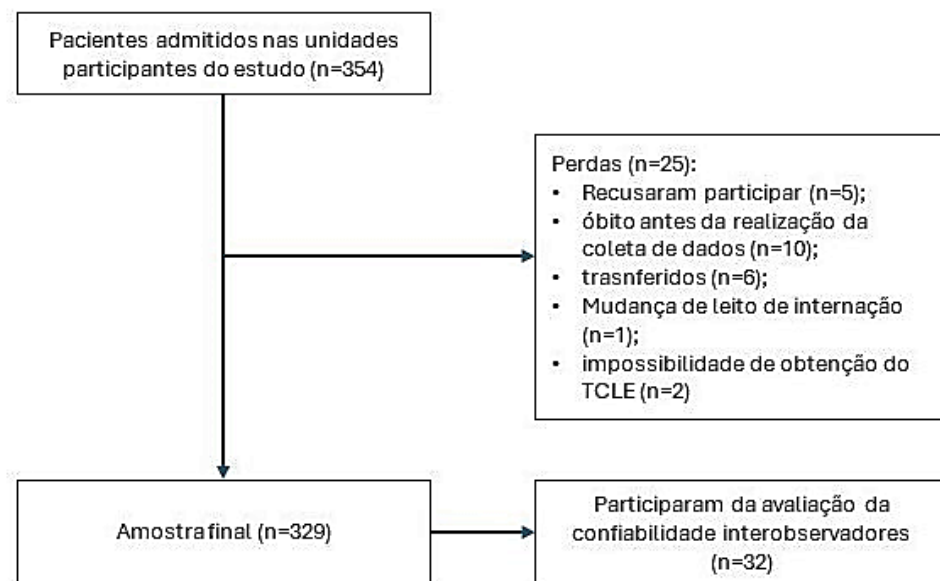 Pacientes admitidos nas unidades
participantes do estudo (n=354)
Perdas (n=25):
• Recusaram participar (n=5);
• óbito antes da realização da
coleta de dados (n=10);
• trasnferidos (n=6);
• Mudança de leito de internação
(n=1);
• impossibilidade de obtenção do
TCLE (n=2)
Amostra final (n=329)
Participaram da avaliação da
confiabilidade interobservadores
(n=32)